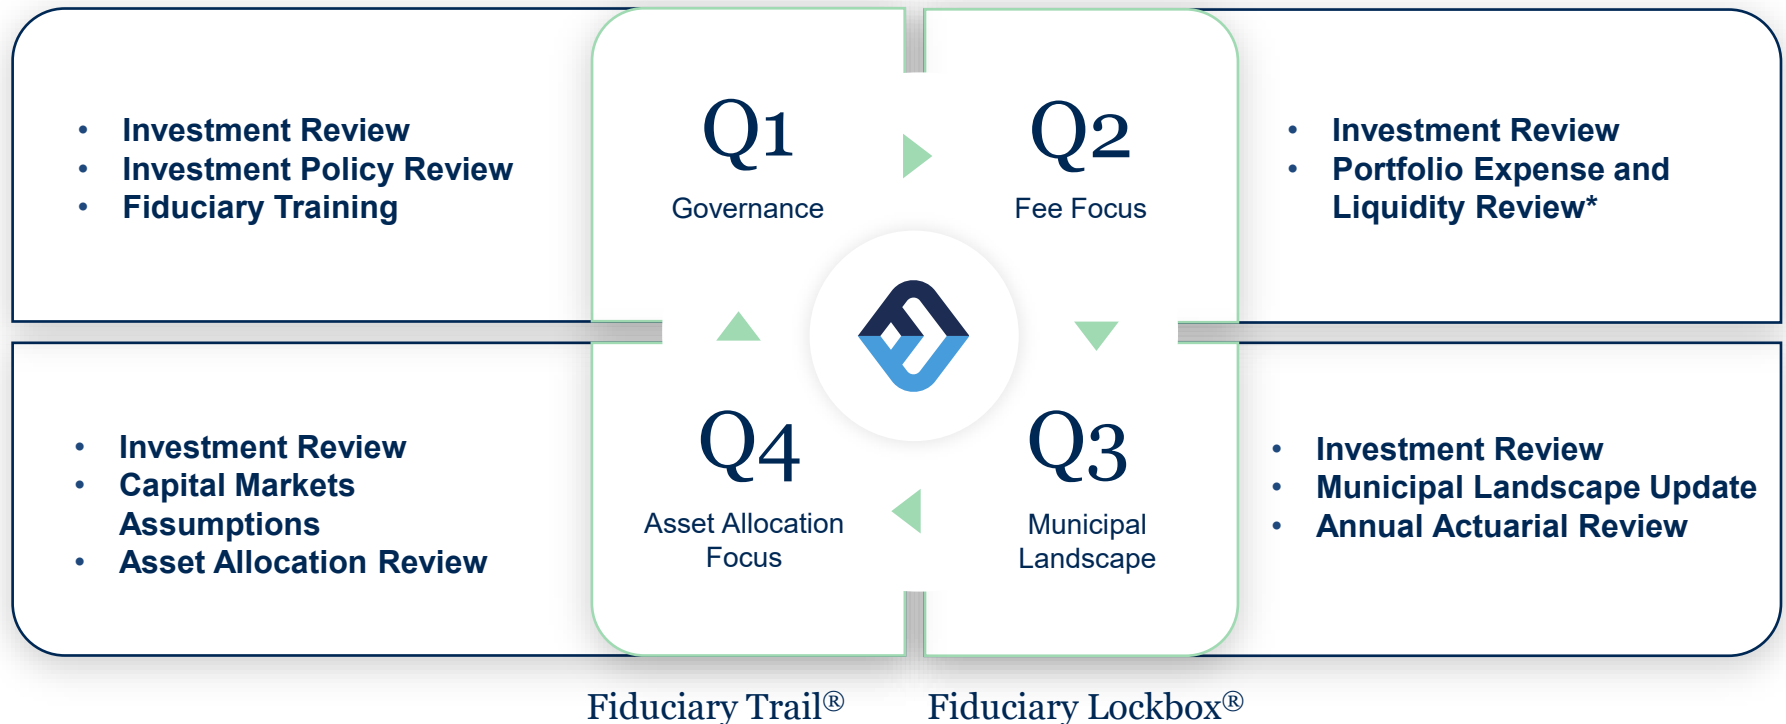 • Investment Review
• Investment Policy Review
• Fiduciary Training
Q1
Governance
Q2
Fee Focus
• Investment Review
• Portfolio Expense and
Liquidity Review*
• Investment Review
• Capital Markets
Assumptions
• Asset Allocation Review
Q4
Asset Allocation
Focus
Q3
Municipal
Landscape
• Investment Review
• Municipal Landscape Update
• Annual Actuarial Review
Fiduciary Trail®
Fiduciary Lockbox®